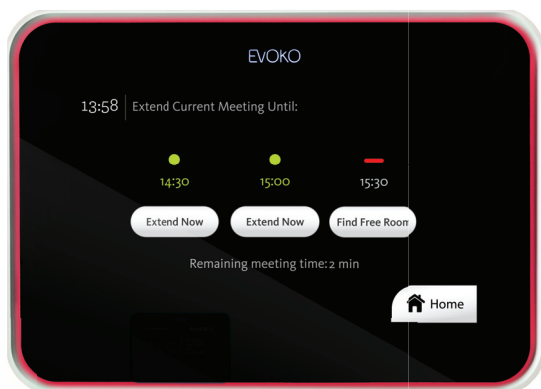 EVOKO
13:58 Extend Current Meeting Until:
14:30 15:00 15:30
Extend Now Extend Now Find Free Room
Remaining meeting time: 2 min
Home